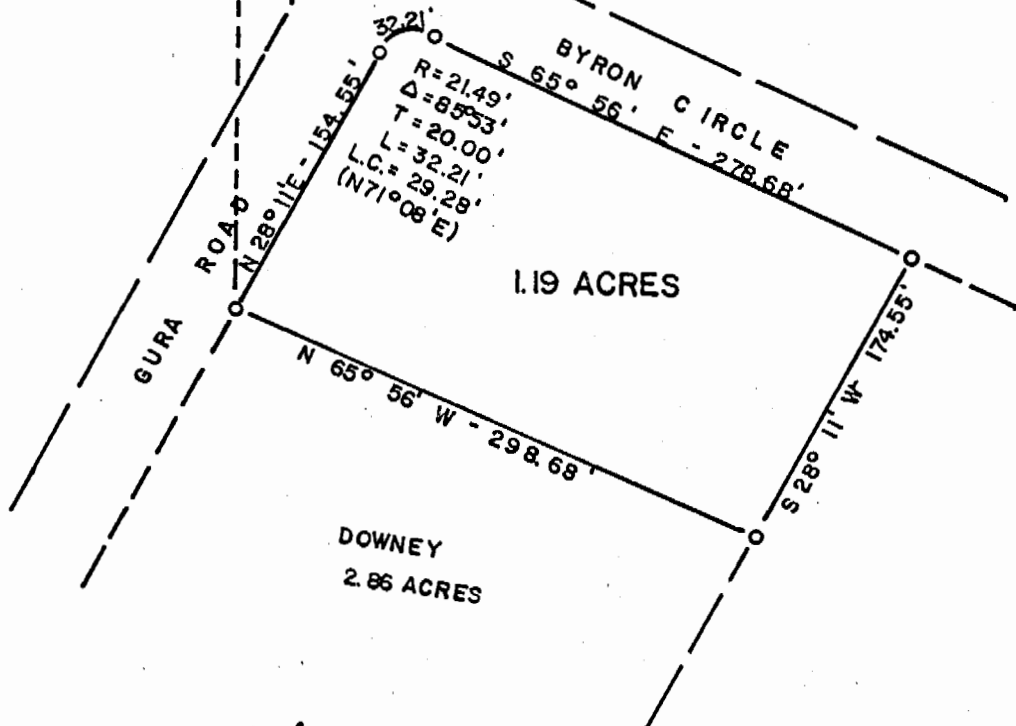 32.21'
BYRON CIRCLE
S 65° 56' E - 278.68'
R = 21.49'
Δ = 85°53'
T = 20.00'
L = 32.21'
L.C. = 29.28'
(N71°08'E)
N 28° 11'E - 154.55'
GURA ROAD
1.19 ACRES
S 28° 11' W - 174.55'
N 65° 56' W - 298.68'
DOWNEY
2.86 ACRES